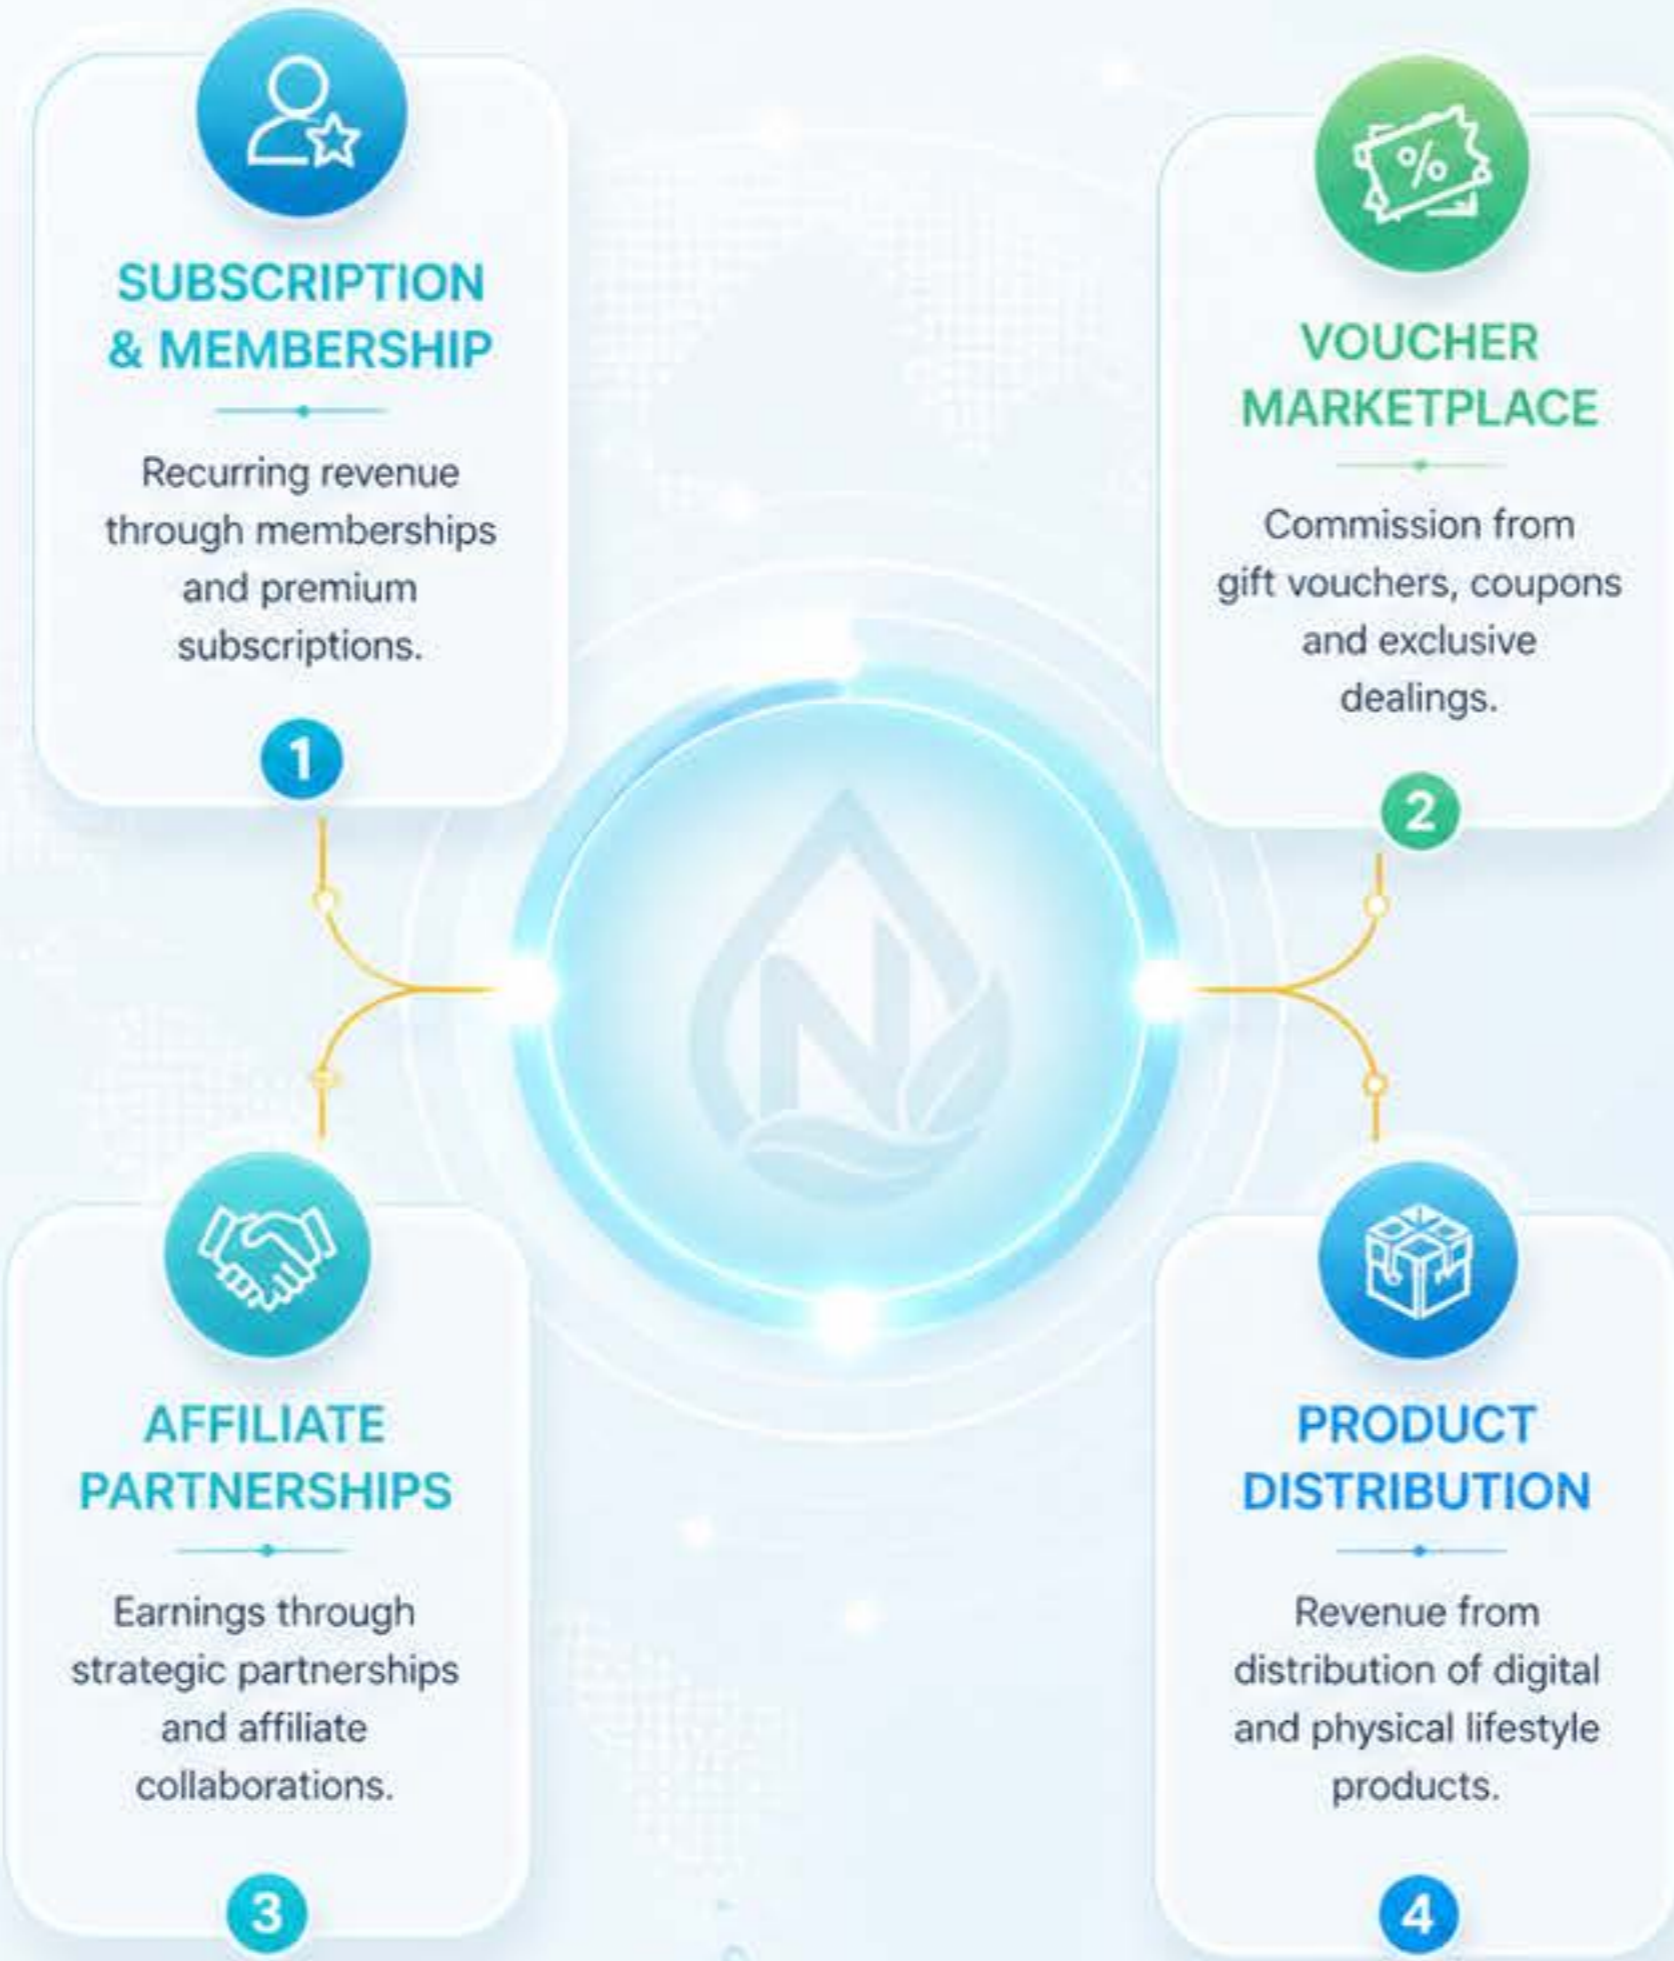 SUBSCRIPTION
& MEMBERSHIP
Recurring revenue
through memberships
and premium
subscriptions.
1
%
VOUCHER
MARKETPLACE
Commission from
gift vouchers, coupons
and exclusive
dealings.
2
N
AFFILIATE
PARTNERSHIPS
Earnings through
strategic partnerships
and affiliate
collaborations.
3
PRODUCT
DISTRIBUTION
Revenue from
distribution of digital
and physical lifestyle
products.
4